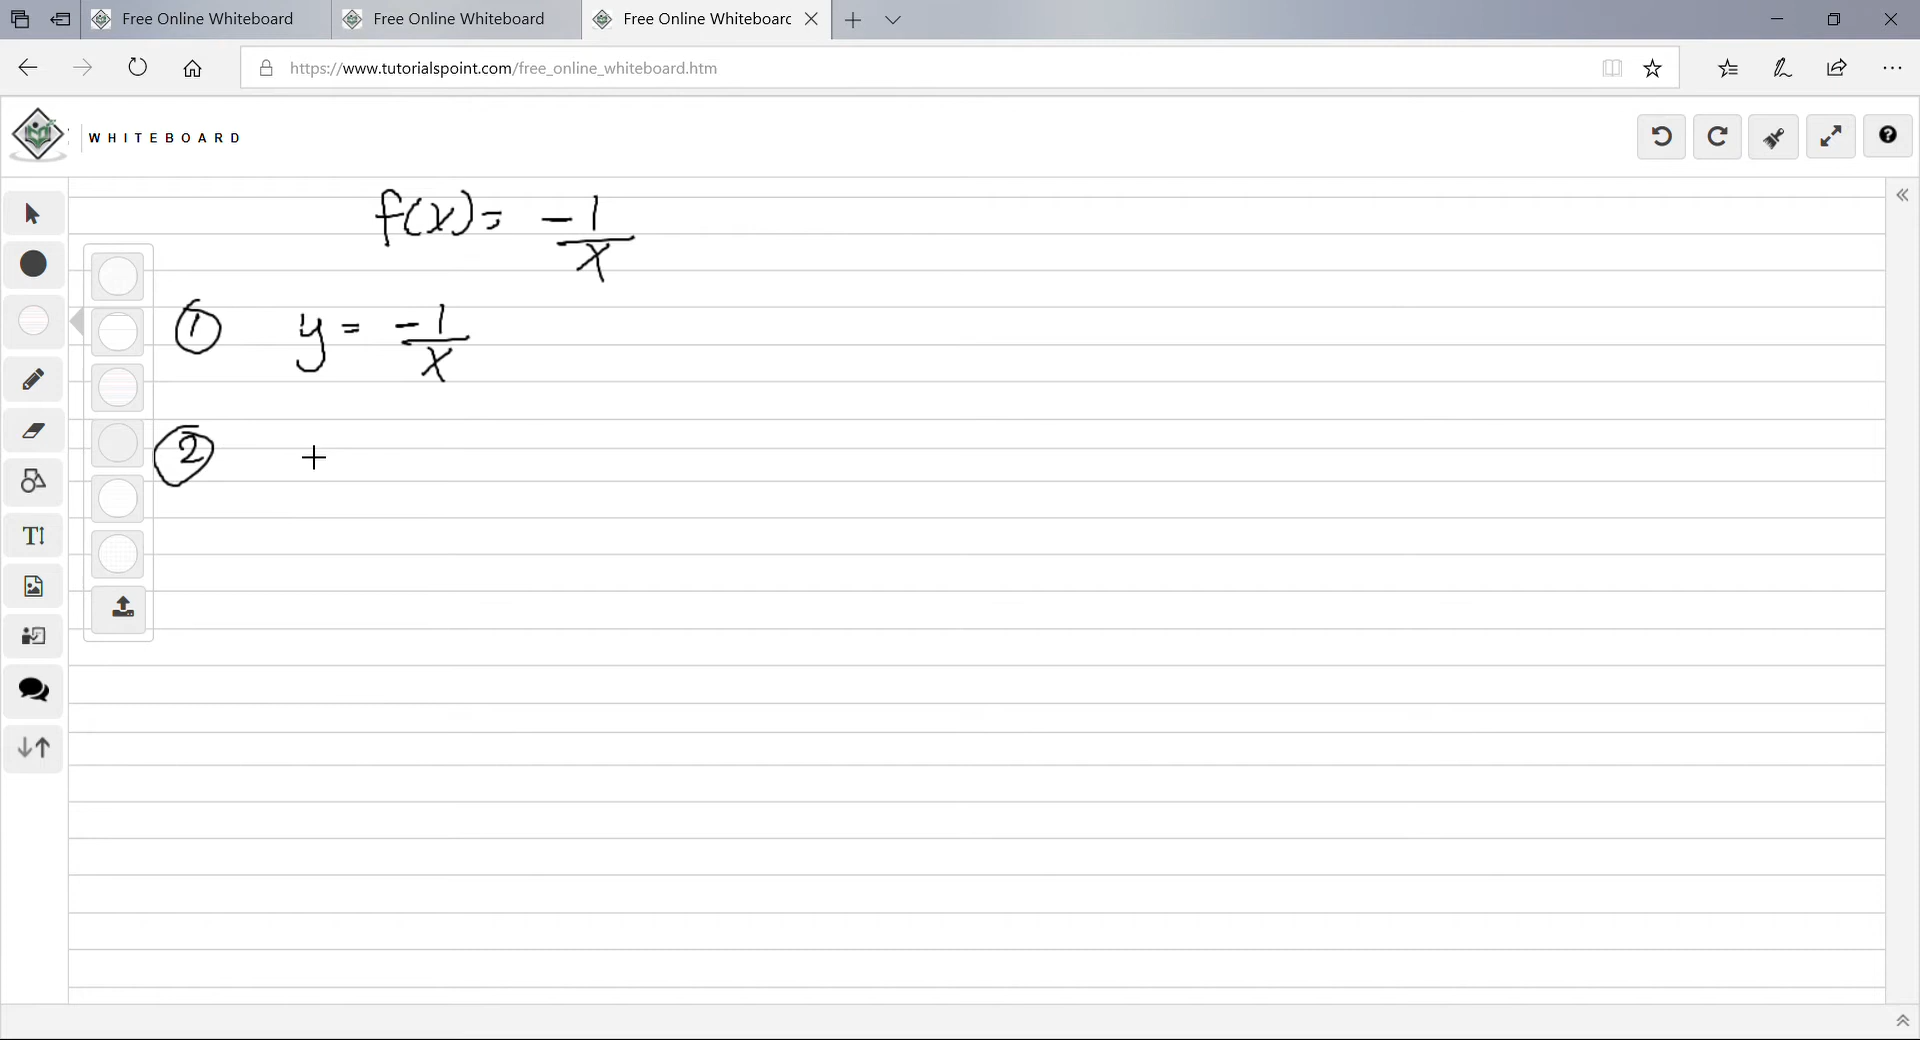 Free Online Whiteboard
Free Online Whiteboard
Free Online Whiteboarc
https://www.tutorialspoint.com/free_online_whiteboard.htm
WHITEBOARD
f(x) = -1/x
① y = -1/x
②